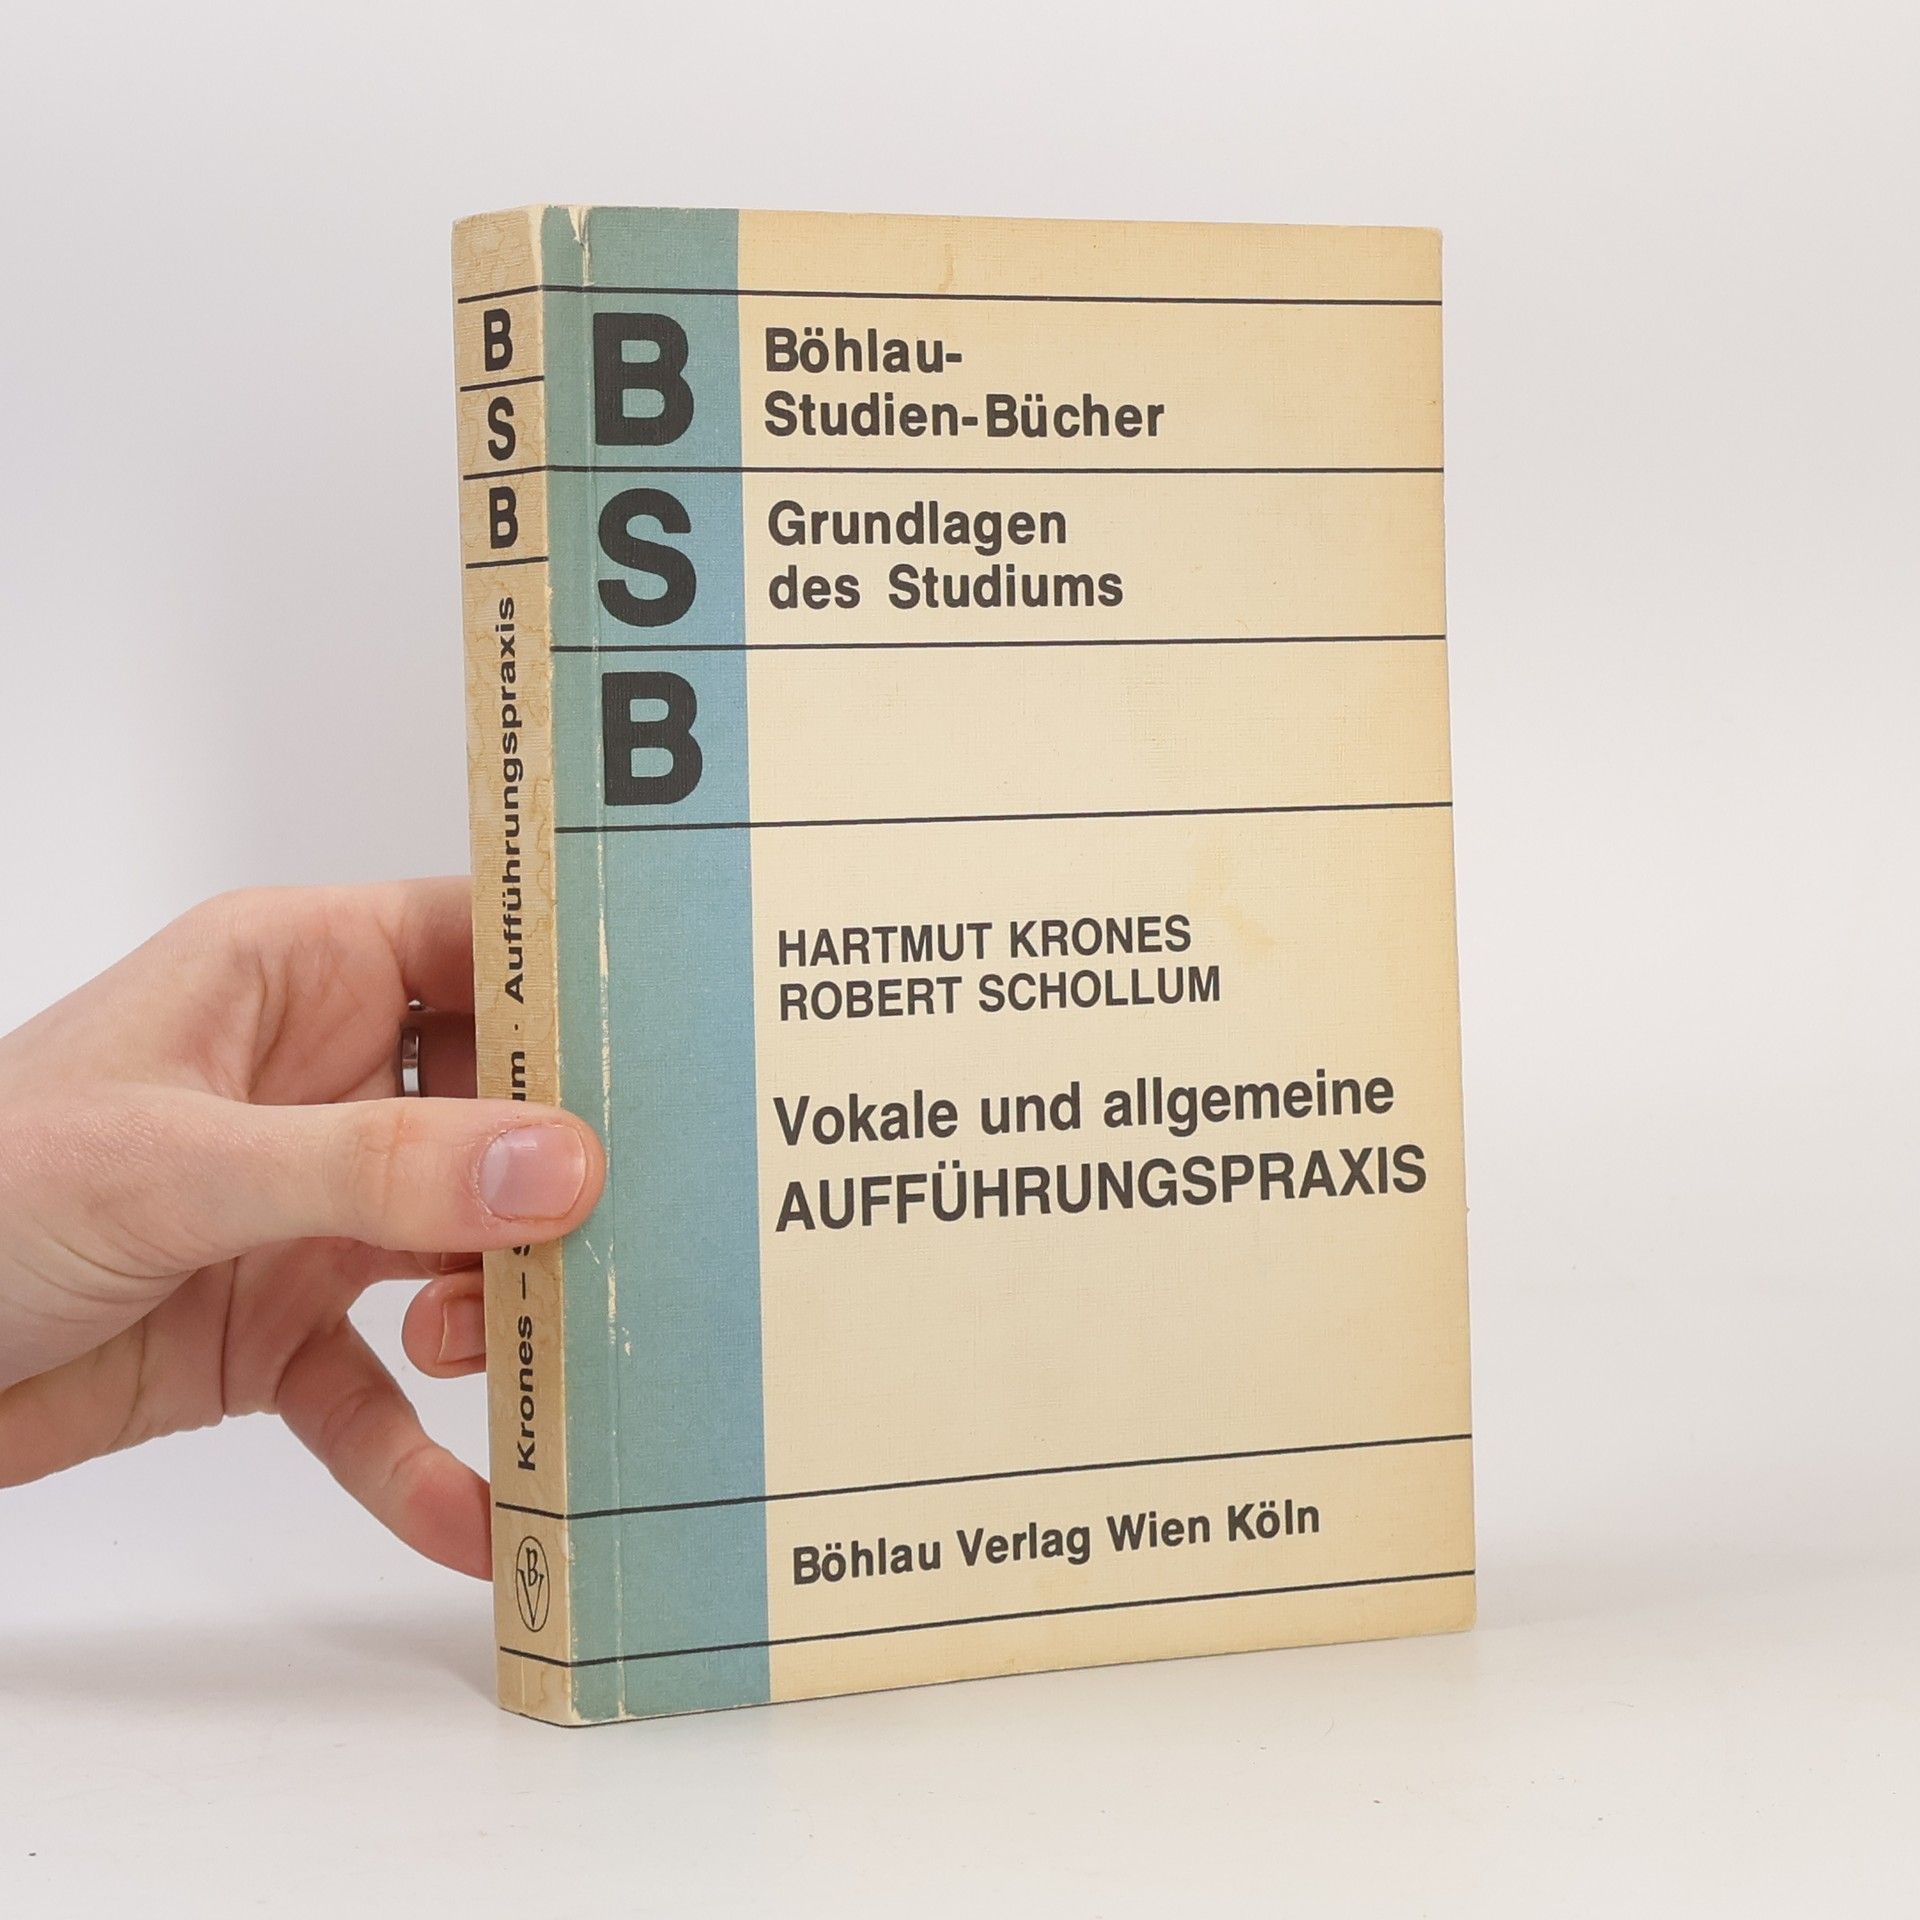 B
S
B
Aufführungspraxis
Krones –
BV
B
S
B
Böhlau-
Studien-Bücher
Grundlagen
des Studiums
HARTMUT KRONES
ROBERT SCHOLLUM
Vokale und allgemeine
AUFFÜHRUNGSPRAXIS
Böhlau Verlag Wien Köln